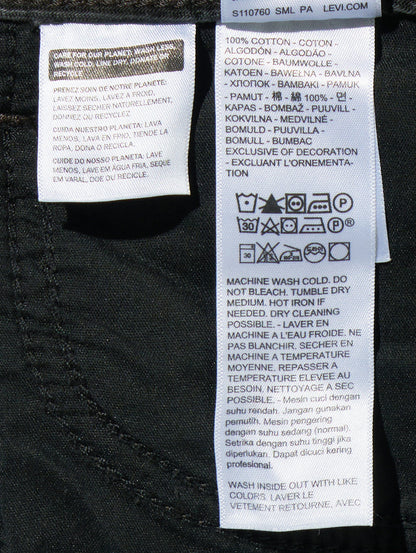 S110760 SML PA LEVI.COM
CARE FOR OUR PLANET: WASH LESS,
WASH COLD, LINE DRY, DONATE OR
RECYCLE
PRENEZ SOIN DE NOTRE PLANETE:
LAVEZ MOINS, LAVEZ A FROID,
LAISSEZ SECHER NATURELLEMENT,
DONNEZ OU RECYCLEZ
CUIDA NUESTRO PLANETA: LAVA
MENOS, LAVA EN FRIO, TIENDE LA
ROPA, DONA O RECICLA.
CUIDE DO NOSSO PLANETA: LAVE
MENOS, LAVE EM ÁGUA FRIA, SEQUE
EM VARAL, DOE OU RECICLE.
100% COTTON - COTON
ALGODÓN - ALGODÃO -
COTONE - BAUMWOLLE -
KATOEN - BAWEŁNA - BAVLNA
- ХЛОПОК - BAMBAKI - PAMUK
- PAMUT - 棉 - 綿 100% - 면 -
KAPAS - BOMBAŽ - PUUVILL -
KOKVILNA - MEDVILNĖ -
BOMULD - PUUVILLA -
BOMULL - BUMBAC
EXCLUSIVE OF DECORATION
- EXCLUANT L'ORNEMENTA-
TION
P
30 P®
30
MACHINE WASH COLD. DO
NOT BLEACH. TUMBLE DRY
MEDIUM. HOT IRON IF
NEEDED. DRY CLEANING
POSSIBLE. - LAVER EN
MACHINE A L'EAU FROIDE. NE
PAS BLANCHIR. SECHER EN
MACHINE A TEMPERATURE
MOYENNE. REPASSER A
TEMPERATURE ELEVEE AU
BESOIN. NETTOYAGE A SEC
POSSIBLE. - Mesin cuci dengan
suhu rendah. Jangan gunakan
pemutih. Mesin pengering
dengan suhu sedang (normal).
Setrika dengan suhu tinggi jika
diperlukan. Dapat dicuci kering
profesional.
WASH INSIDE OUT WITH LIKE
COLORS. LAVER LE
VETEMENT RETOURNE, AVEC